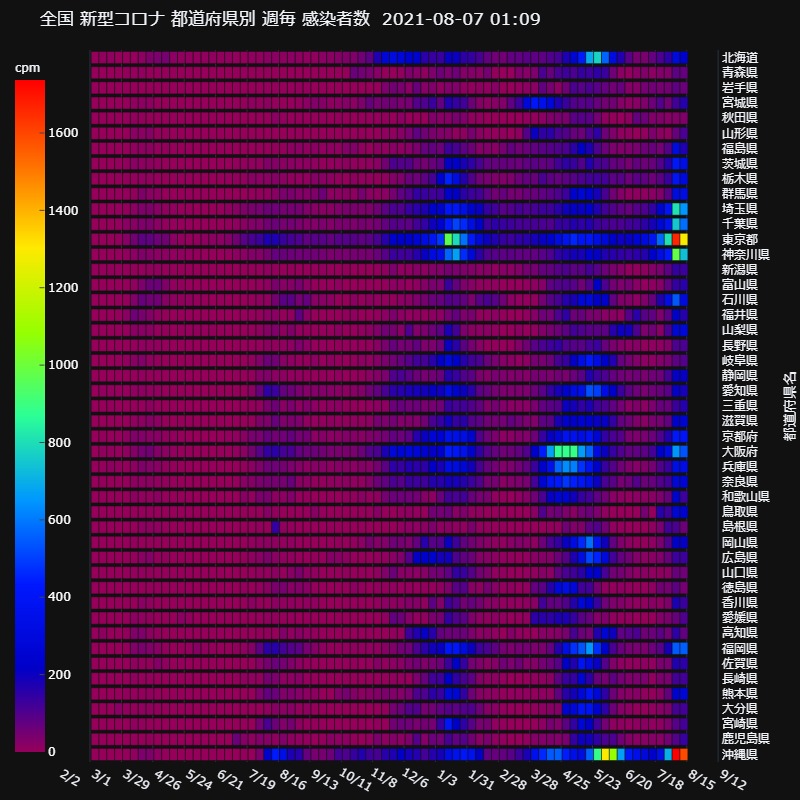 全国 新型コロナ 都道府県別 週毎 感染者数  2021-08-07 01:09
cpm
1600
1400
1200
1000
800
600
400
200
0
北海道
青森県
岩手県
宮城県
秋田県
山形県
福島県
茨城県
栃木県
群馬県
埼玉県
千葉県
東京都
神奈川県
新潟県
富山県
石川県
福井県
山梨県
長野県
岐阜県
静岡県
愛知県
三重県
滋賀県
京都府
大阪府
兵庫県
奈良県
和歌山県
鳥取県
島根県
岡山県
広島県
山口県
徳島県
香川県
愛媛県
高知県
福岡県
佐賀県
長崎県
熊本県
大分県
宮崎県
鹿児島県
沖縄県
都道府県名
2/2 3/1 3/29 4/26 5/24 6/21 7/19 8/16 9/13 10/11 11/8 12/6 1/3 1/31 2/28 3/28 4/25 5/23 6/20 7/18 8/15 9/12